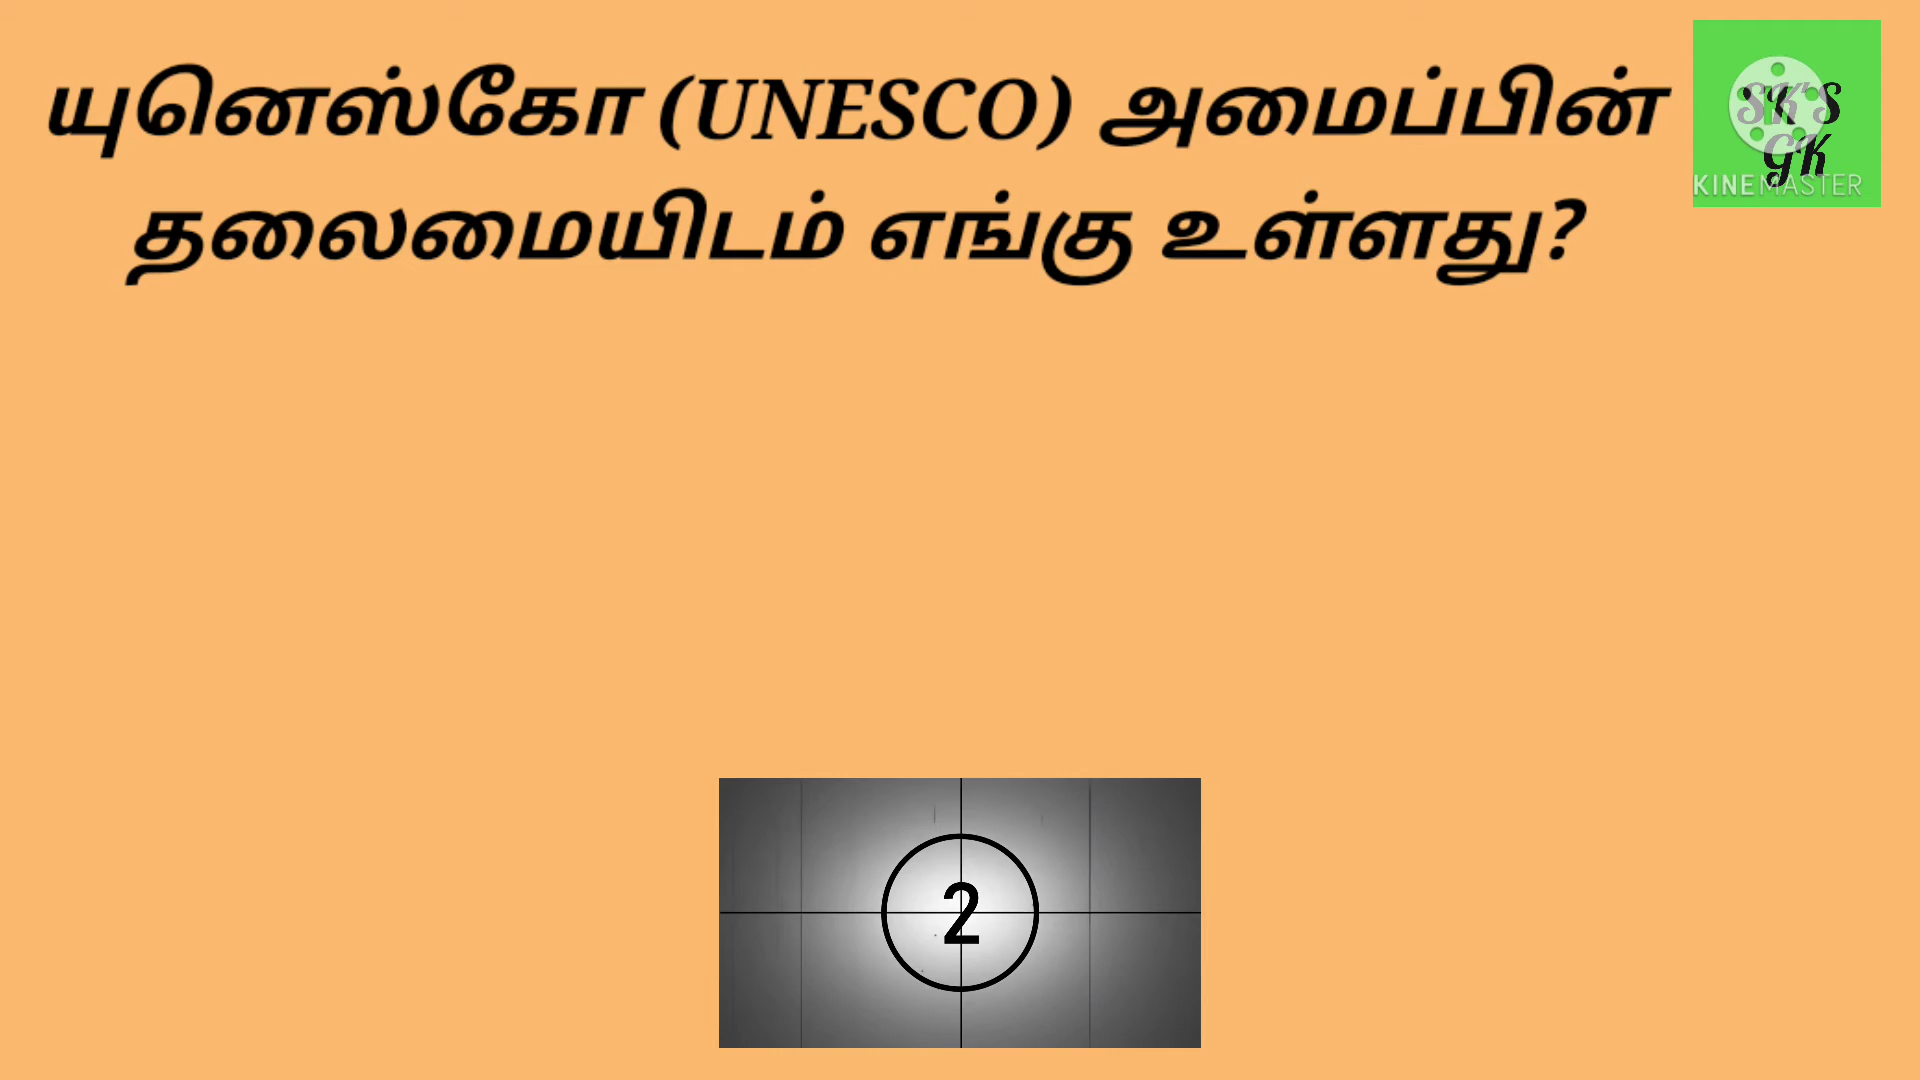 யுனெஸ்கோ (UNESCO) அமைப்பின்
தலைமையிடம் எங்கு உள்ளது?
SK'S
GK
KINEMASTER
2